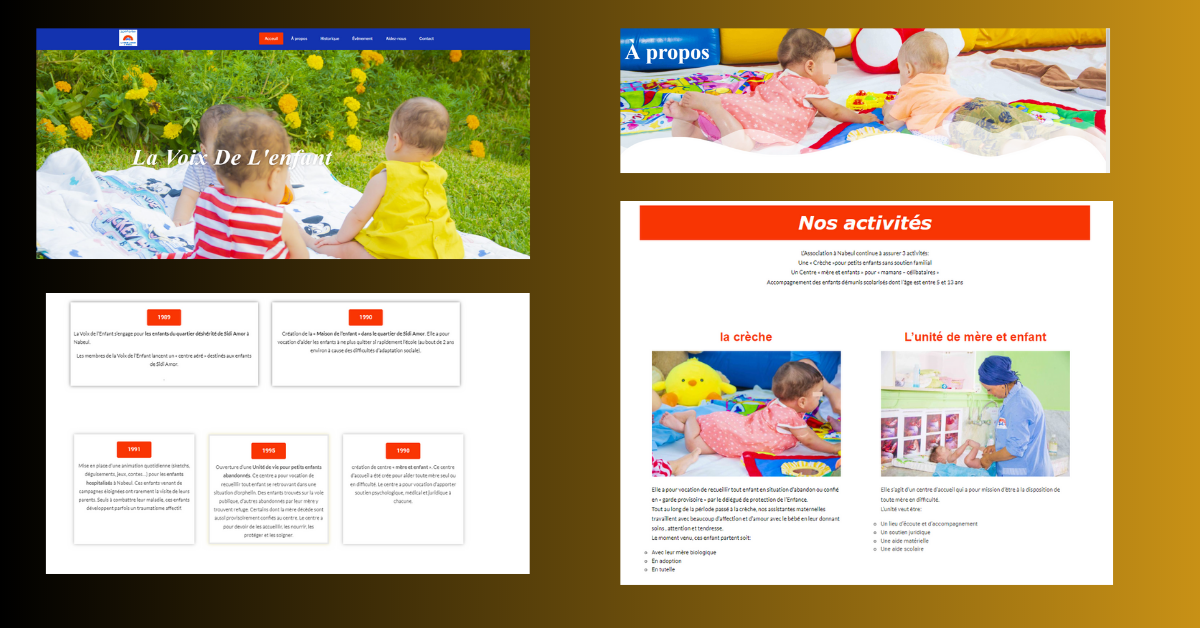 Accueil
À propos
Historique
Évènement
Aidez-nous
Contact
La Voix De L'enfant
À propos
1989
La Voix de l'Enfant s'engage pour les enfants du quartier déshérité de Sidi Amor à
Nabeul.
Les membres de la Voix de l'Enfant lancent un « centre aéré » destinés aux enfants
de Sidi Amor.
1990
Création de la « Maison de l'enfant » dans le quartier de Sidi Amor. Elle a pour
vocation d'aider les enfants à ne plus quitter si rapidement l'école (au bout de 2 ans
environ à cause des difficultés d'adaptation sociale).
1991
Mise en place d'une animation quotidienne (sketchs,
déguisements, jeux, contes…) pour les enfants
hospitalisés à Nabeul. Ces enfants venant de
campagnes éloignées ont rarement la visite de leurs
parents. Seuls à combattre leur maladie, ces enfants
développent parfois un traumatisme affectif.
1995
Ouverture d'une Unité de vie pour petits enfants
abandonnés. Ce centre a pour vocation de
recueillir tout enfant se retrouvant dans une
situation d'orphelin. Des enfants trouvés sur la voie
publique, d'autres abandonnés par leur mère y
trouvent refuge. Certains dont la mère décède sont
aussi provisoirement confiés au centre. Le centre a
pour devoir de les accueillir, les nourrir, les
protéger et les soigner.
1998
création de centre « mère et enfant ». Ce centre
d'accueil a été créé pour aider toute mère seul ou
en difficulté. Le centre a pour vocation d'apporter
soutien psychologique, médical et juridique à
chacune.
Nos activités
L'Association à Nabeul continue à assurer 3 activités:
Une « Crèche »pour petits enfants sans soutien familial
Un Centre « mère et enfants » pour « mamans – célibataires »
Accompagnement des enfants démunis scolarisés dont l'âge est entre 5 et 13 ans
la crèche
Elle a pour vocation de recueillir tout enfant en situation d'abandon ou confié
en « garde provisoire » par le délégué de protection de l'Enfance.
Tout au long de la période passé à la crèche, nos assistantes maternelles
travaillent avec beaucoup d'affection et d'amour avec le bébé en leur donnant
soins, attention et tendresse.
Le moment venu, ces enfant partent soit:
Avec leur mère biologique
En adoption
En tutelle
L'unité de mère et enfant
Elle s'agit d'un centre d'accueil qui a pour mission d'être à la disposition de
toute mère en difficulté.
L'unité veut être:
Un lieu d'écoute et d'accompagnement
Un soutien juridique
Une aide matérielle
Une aide scolaire